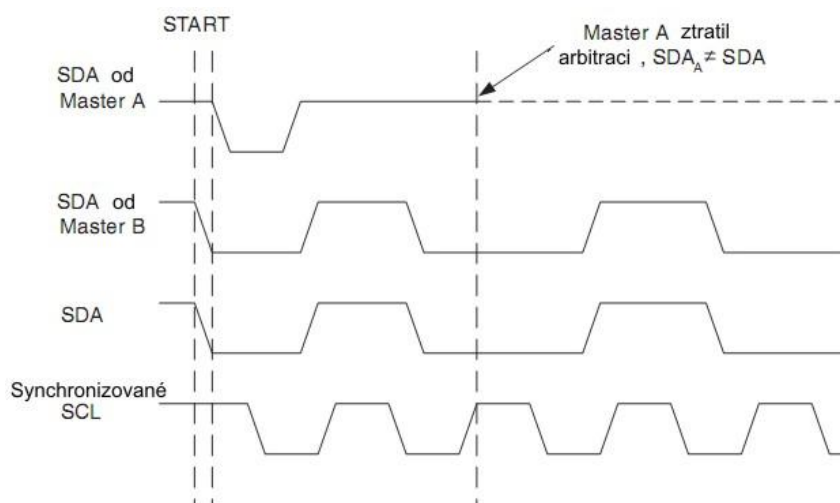 START
Master A ztratil
arbitraci , SDA_A ≠ SDA
SDA od
Master A
SDA od
Master B
SDA
Synchronizované
SCL